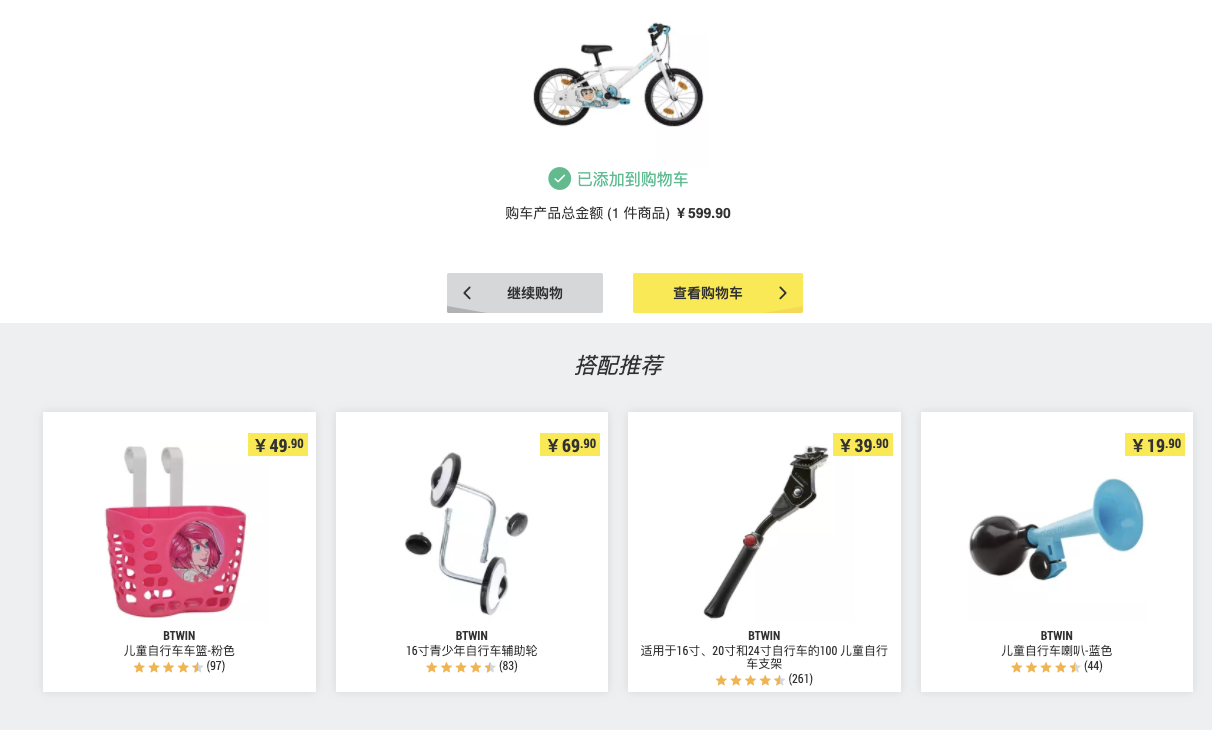 已添加到购物车
购车产品总金额 (1 件商品) ￥599.90
继续购物
查看购物车
搭配推荐
￥49.90
BTWIN
儿童自行车车篮-粉色
(97)
￥69.90
BTWIN
16寸青少年自行车辅助轮
(83)
￥39.90
BTWIN
适用于16寸、20寸和24寸自行车的100 儿童自行
车支架
(261)
￥19.90
BTWIN
儿童自行车喇叭-蓝色
(44)